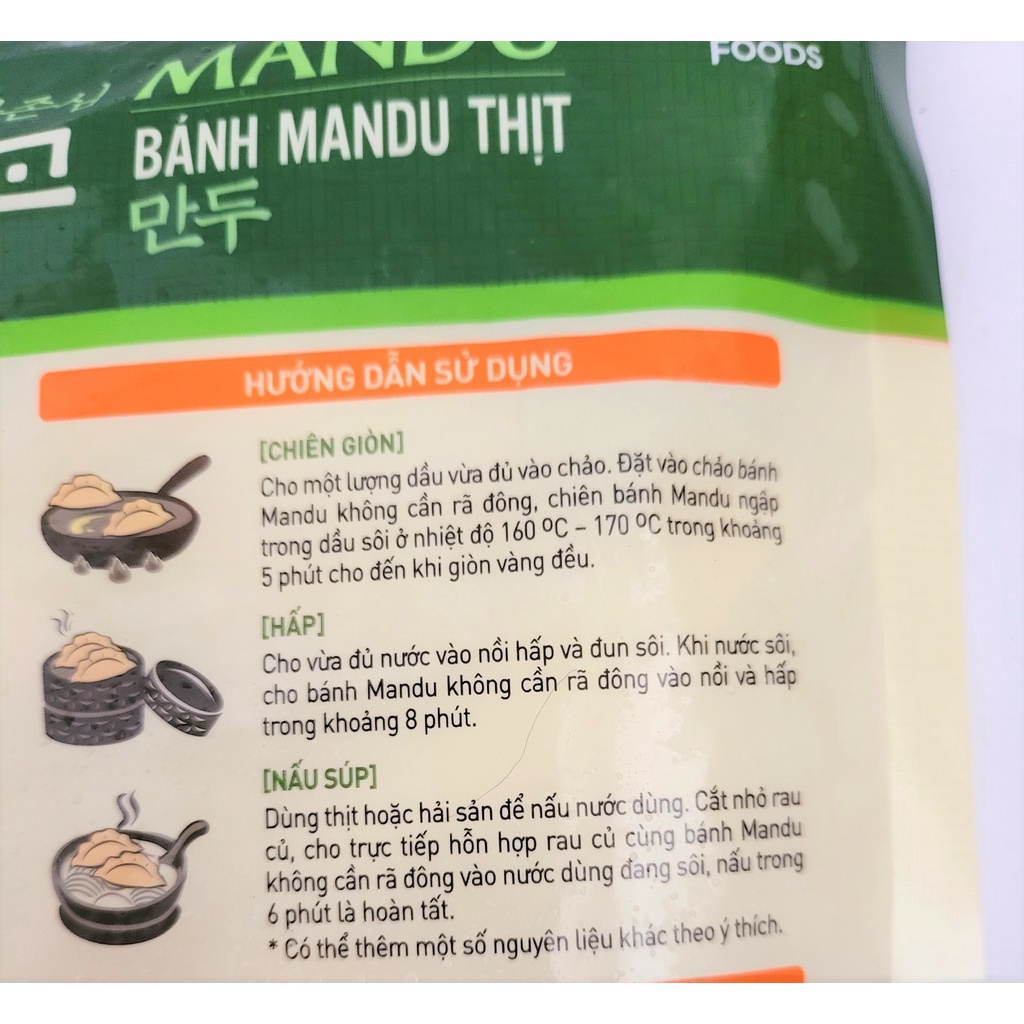 MANDU
FOODS
BÁNH MANDU THỊT
만두
HƯỚNG DẪN SỬ DỤNG
[CHIÊN GIÒN]
Cho một lượng dầu vừa đủ vào chảo. Đặt vào chảo bánh
Mandu không cần rã đông, chiên bánh Mandu ngập
trong dầu sôi ở nhiệt độ 160 ºC – 170 ºC trong khoảng
5 phút cho đến khi giòn vàng đều.
[HẤP]
Cho vừa đủ nước vào nồi hấp và đun sôi. Khi nước sôi,
cho bánh Mandu không cần rã đông vào nồi và hấp
trong khoảng 8 phút.
[NẤU SÚP]
Dùng thịt hoặc hải sản để nấu nước dùng. Cắt nhỏ rau
củ, cho trực tiếp hỗn hợp rau củ cùng bánh Mandu
không cần rã đông vào nước dùng đang sôi, nấu trong
6 phút là hoàn tất.
* Có thể thêm một số nguyên liệu khác theo ý thích.